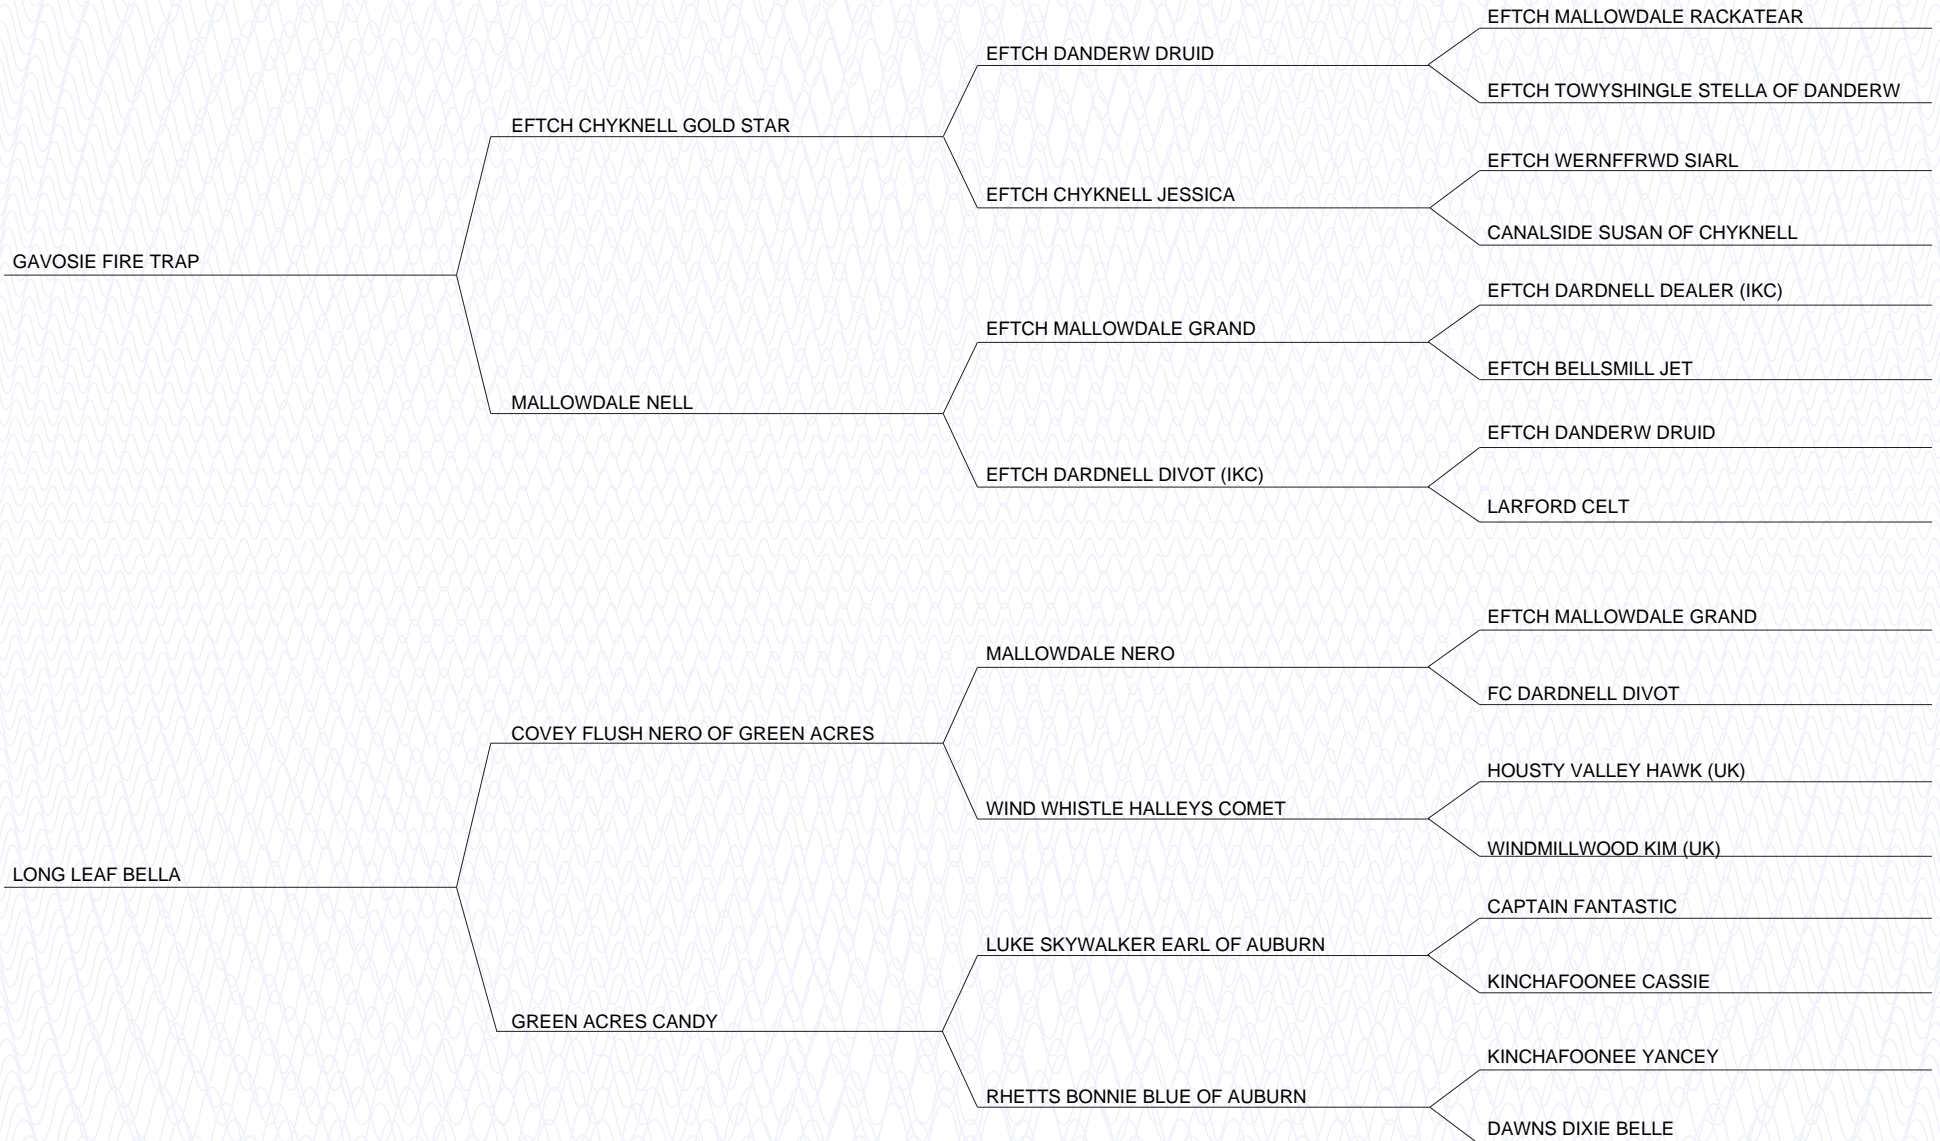 EFTCH MALLOWDALE RACKATEAR
EFTCH DANDERW DRUID
EFTCH TOWYSHINGLE STELLA OF DANDERW
EFTCH CHYKNELL GOLD STAR
EFTCH WERNFFRWD SIARL
EFTCH CHYKNELL JESSICA
CANALSIDE SUSAN OF CHYKNELL
GAVOSIE FIRE TRAP
EFTCH DARDNELL DEALER (IKC)
EFTCH MALLOWDALE GRAND
EFTCH BELLSMILL JET
MALLOWDALE NELL
EFTCH DANDERW DRUID
EFTCH DARDNELL DIVOT (IKC)
LARFORD CELT
EFTCH MALLOWDALE GRAND
MALLOWDALE NERO
FC DARDNELL DIVOT
COVEY FLUSH NERO OF GREEN ACRES
HOUSTY VALLEY HAWK (UK)
WIND WHISTLE HALLEYS COMET
WINDMILLWOOD KIM (UK)
LONG LEAF BELLA
CAPTAIN FANTASTIC
LUKE SKYWALKER EARL OF AUBURN
KINCHAFOONEE CASSIE
GREEN ACRES CANDY
KINCHAFOONEE YANCEY
RHETTS BONNIE BLUE OF AUBURN
DAWNS DIXIE BELLE